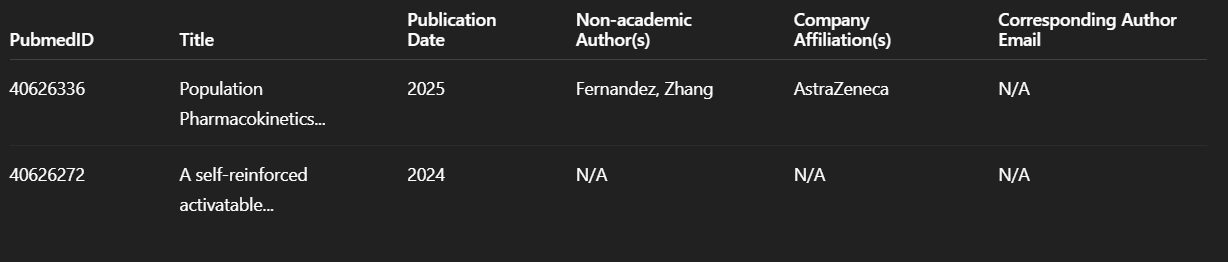 PubmedID Title Publication Date Non-academic Author(s) Company Affiliation(s) Corresponding Author Email
40626336 Population Pharmacokinetics... 2025 Fernandez, Zhang AstraZeneca N/A
40626272 A self-reinforced activatable... 2024 N/A N/A N/A